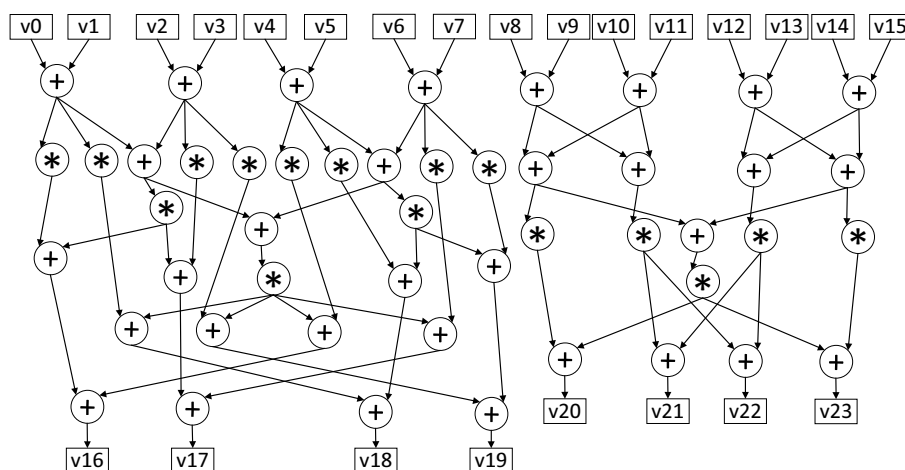 v0 v1 v2 v3 v4 v5 v6 v7 v8 v9 v10 v11 v12 v13 v14 v15
+ + + + + + + +
* * + * * * * + * * + + + +
* + * * * + * *
+ + * + + *
+ + + + + + + +
+ + + + v20 v21 v22 v23
v16 v17 v18 v19